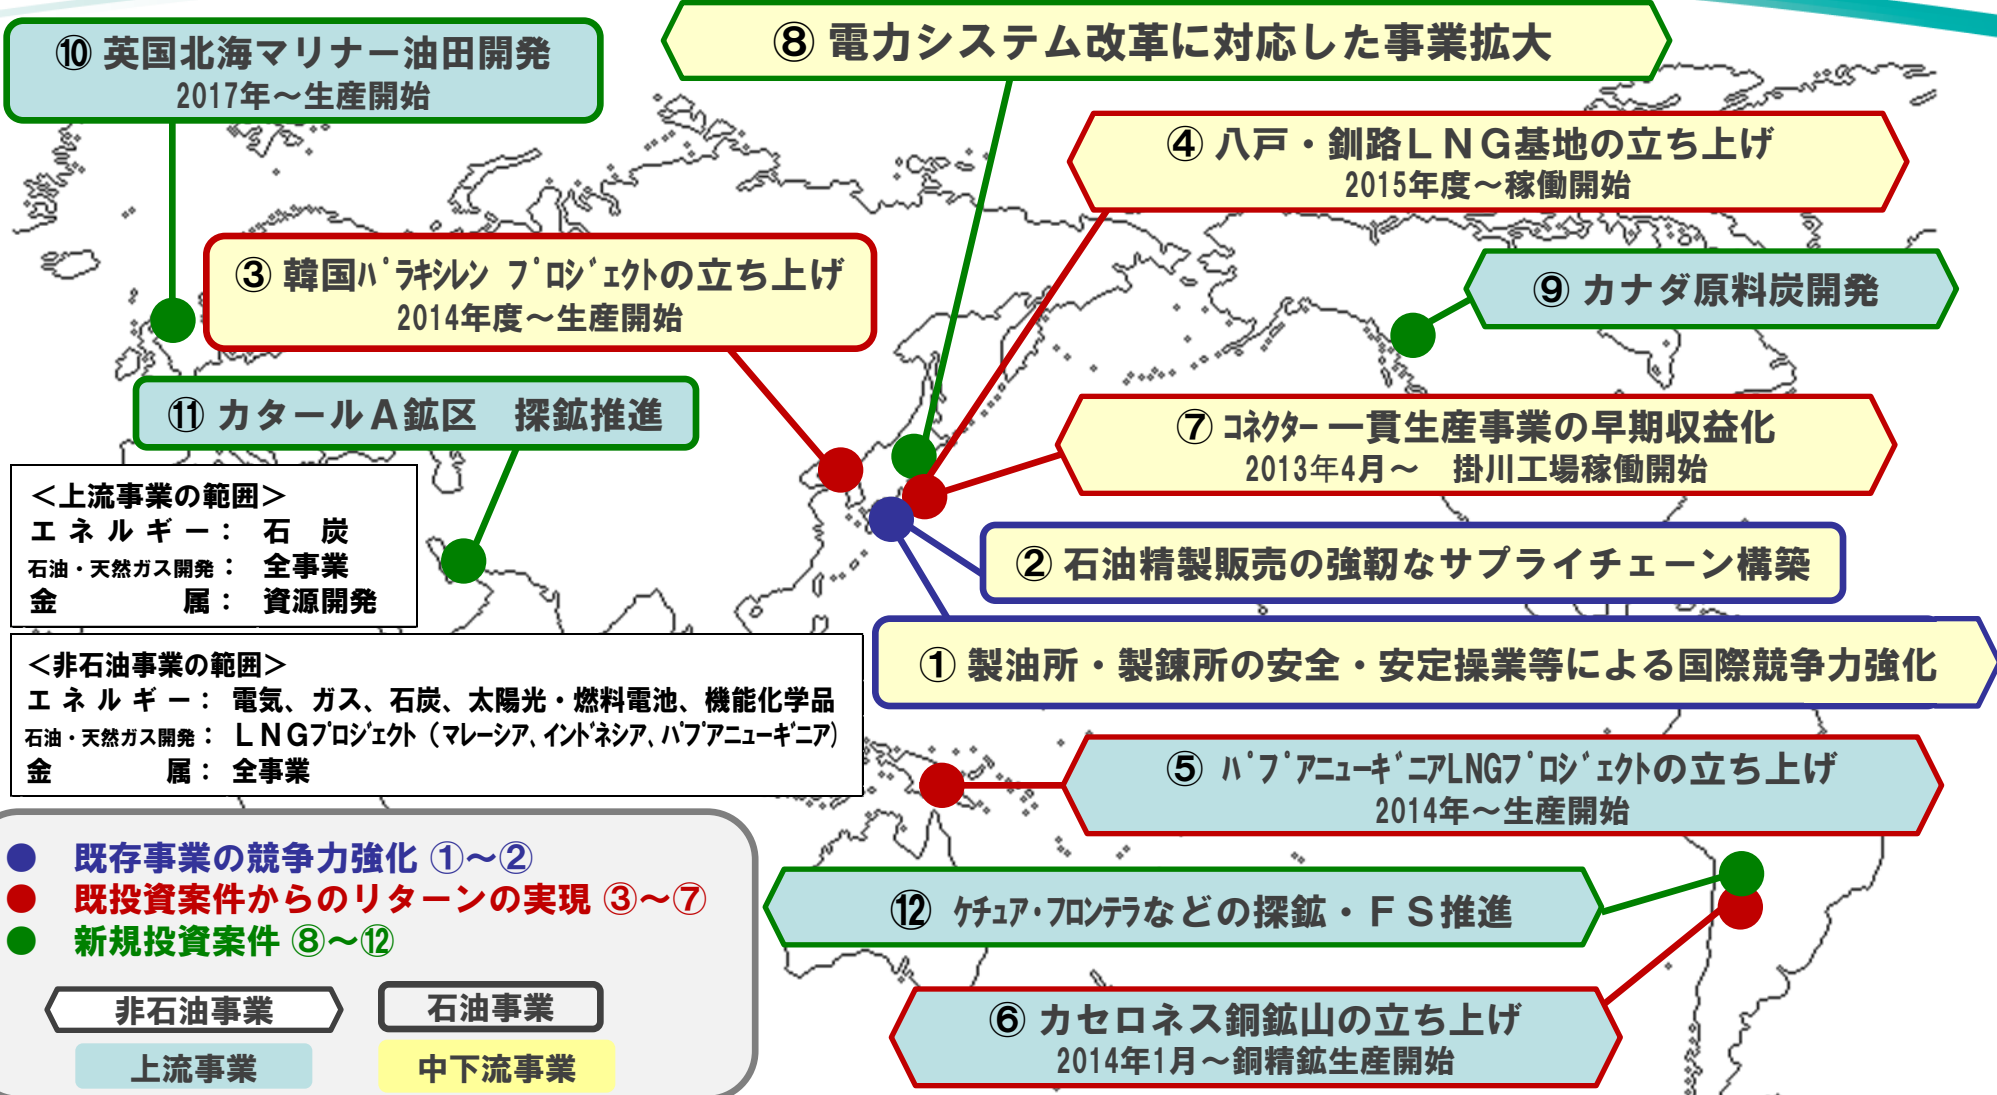 ⑩ 英国北海マリナー油田開発
2017年～生産開始
⑧ 電力システム改革に対応した事業拡大
④ 八戸・釧路ＬＮＧ基地の立ち上げ
2015年度～稼働開始
③ 韓国ﾊﾟﾗｷｼﾚﾝ ﾌﾟﾛｼﾞｪｸﾄの立ち上げ
2014年度～生産開始
⑨ カナダ原料炭開発
⑪ カタールＡ鉱区　探鉱推進
⑦ ｺﾈｸﾀｰ 一貫生産事業の早期収益化
2013年4月～　掛川工場稼働開始
＜上流事業の範囲＞
エネルギー： 石　炭
石油・天然ガス開発： 全事業
金　　　　属： 資源開発
② 石油精製販売の強靭なサプライチェーン構築
① 製油所・製錬所の安全・安定操業等による国際競争力強化
＜非石油事業の範囲＞
エネルギー： 電気、ガス、石炭、太陽光・燃料電池、機能化学品
石油・天然ガス開発： ＬＮＧﾌﾟﾛｼﾞｪｸﾄ（ﾏﾚｰｼｱ､ｲﾝﾄﾞﾈｼｱ､ﾊﾟﾌﾟｱﾆｭｰｷﾞﾆｱ）
金　　　　属： 全事業
⑤ ﾊﾟﾌﾟｱﾆｭｰｷﾞﾆｱLNGﾌﾟﾛｼﾞｪｸﾄの立ち上げ
2014年～生産開始
● 既存事業の競争力強化 ①～②
● 既投資案件からのリターンの実現 ③～⑦
● 新規投資案件 ⑧～⑫
⑫ ｹﾁｭｱ･ﾌﾛﾝﾃﾗなどの探鉱・ＦＳ推進
非石油事業
石油事業
上流事業
中下流事業
⑥ カセロネス銅鉱山の立ち上げ
2014年1月～銅精鉱生産開始